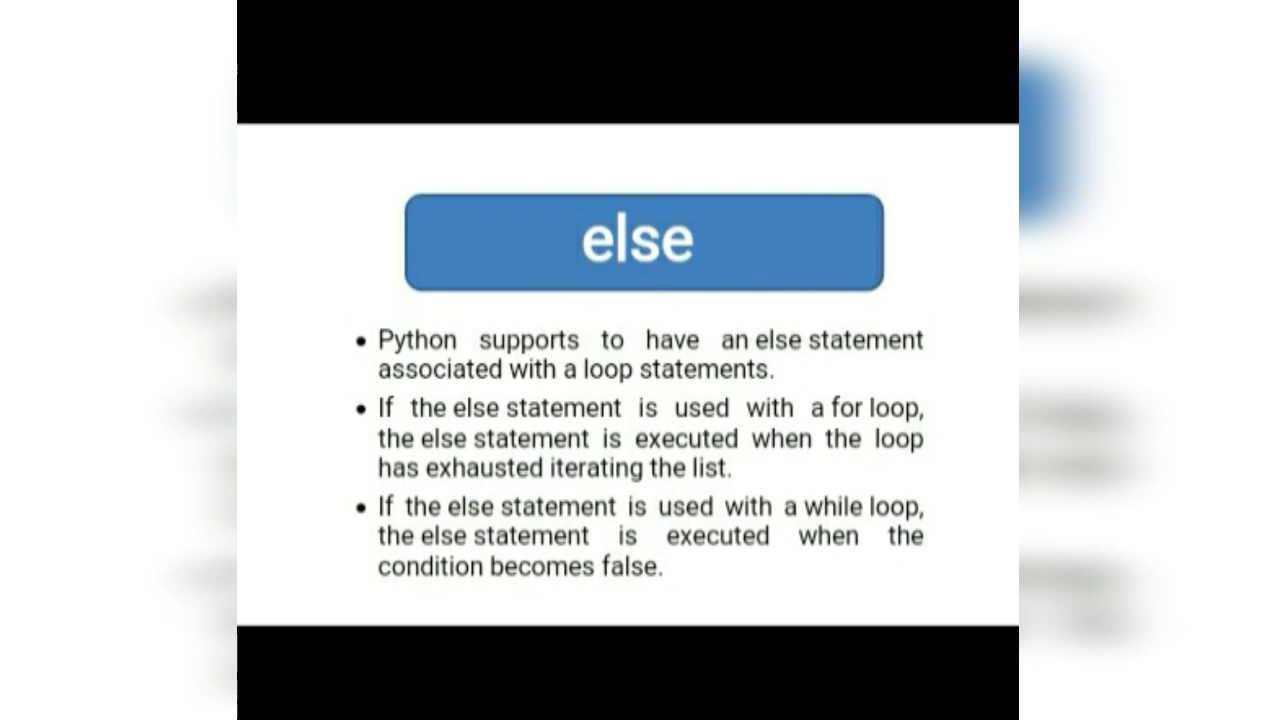 else
• Python supports to have an else statement
associated with a loop statements.
• If the else statement is used with a for loop,
the else statement is executed when the loop
has exhausted iterating the list.
• If the else statement is used with a while loop,
the else statement is executed when the
condition becomes false.